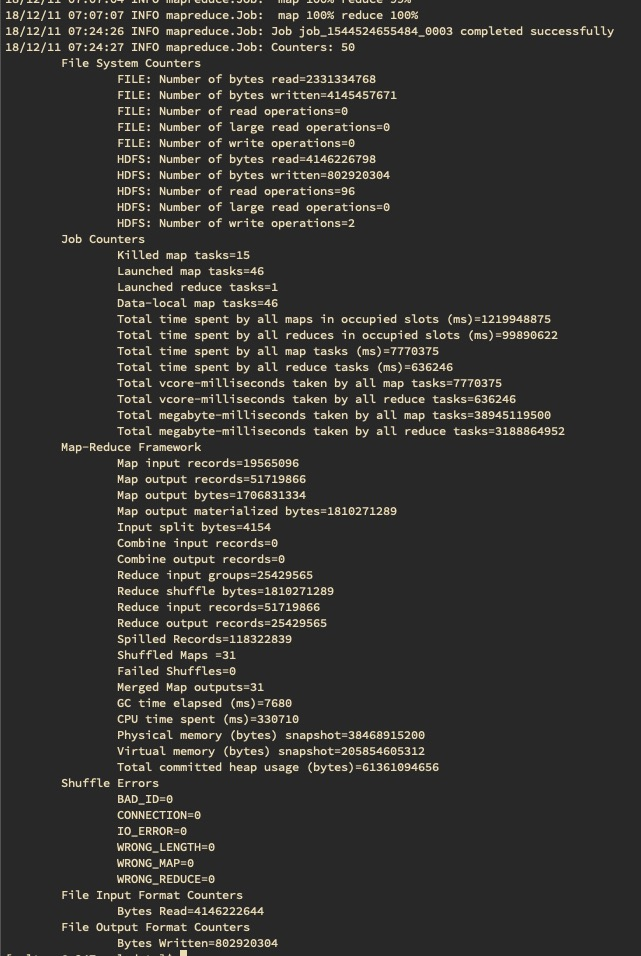 18/12/11 07:07:04 INFO mapreduce.Job:  map 100% reduce 99%
18/12/11 07:07:07 INFO mapreduce.Job:  map 100% reduce 100%
18/12/11 07:24:26 INFO mapreduce.Job: Job job_1544524655484_0003 completed successfully
18/12/11 07:24:27 INFO mapreduce.Job: Counters: 50
File System Counters
FILE: Number of bytes read=2331334768
FILE: Number of bytes written=4145457671
FILE: Number of read operations=0
FILE: Number of large read operations=0
FILE: Number of write operations=0
HDFS: Number of bytes read=4146226798
HDFS: Number of bytes written=802920304
HDFS: Number of read operations=96
HDFS: Number of large read operations=0
HDFS: Number of write operations=2
Job Counters
Killed map tasks=15
Launched map tasks=46
Launched reduce tasks=1
Data-local map tasks=46
Total time spent by all maps in occupied slots (ms)=1219948875
Total time spent by all reduces in occupied slots (ms)=99890622
Total time spent by all map tasks (ms)=7770375
Total time spent by all reduce tasks (ms)=636246
Total vcore-milliseconds taken by all map tasks=7770375
Total vcore-milliseconds taken by all reduce tasks=636246
Total megabyte-milliseconds taken by all map tasks=38945119500
Total megabyte-milliseconds taken by all reduce tasks=3188864952
Map-Reduce Framework
Map input records=19565096
Map output records=51719866
Map output bytes=1706831334
Map output materialized bytes=1810271289
Input split bytes=4154
Combine input records=0
Combine output records=0
Reduce input groups=25429565
Reduce shuffle bytes=1810271289
Reduce input records=51719866
Reduce output records=25429565
Spilled Records=118322839
Shuffled Maps =31
Failed Shuffles=0
Merged Map outputs=31
GC time elapsed (ms)=7680
CPU time spent (ms)=330710
Physical memory (bytes) snapshot=38468915200
Virtual memory (bytes) snapshot=205854605312
Total committed heap usage (bytes)=61361094656
Shuffle Errors
BAD_ID=0
CONNECTION=0
IO_ERROR=0
WRONG_LENGTH=0
WRONG_MAP=0
WRONG_REDUCE=0
File Input Format Counters
Bytes Read=4146222644
File Output Format Counters
Bytes Written=802920304